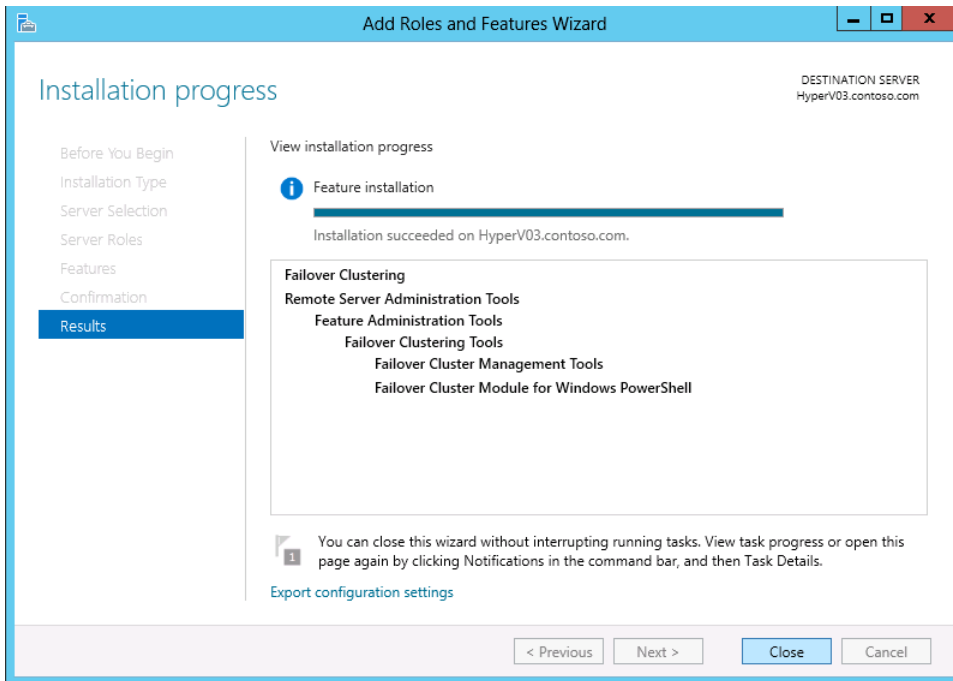 Add Roles and Features Wizard
Installation progress
DESTINATION SERVER
HyperV03.contoso.com
Before You Begin
Installation Type
Server Selection
Server Roles
Features
Confirmation
Results
View installation progress
Feature installation
Installation succeeded on HyperV03.contoso.com.
Failover Clustering
Remote Server Administration Tools
Feature Administration Tools
Failover Clustering Tools
Failover Cluster Management Tools
Failover Cluster Module for Windows PowerShell
1
You can close this wizard without interrupting running tasks. View task progress or open this
page again by clicking Notifications in the command bar, and then Task Details.
Export configuration settings
< Previous
Next >
Close
Cancel